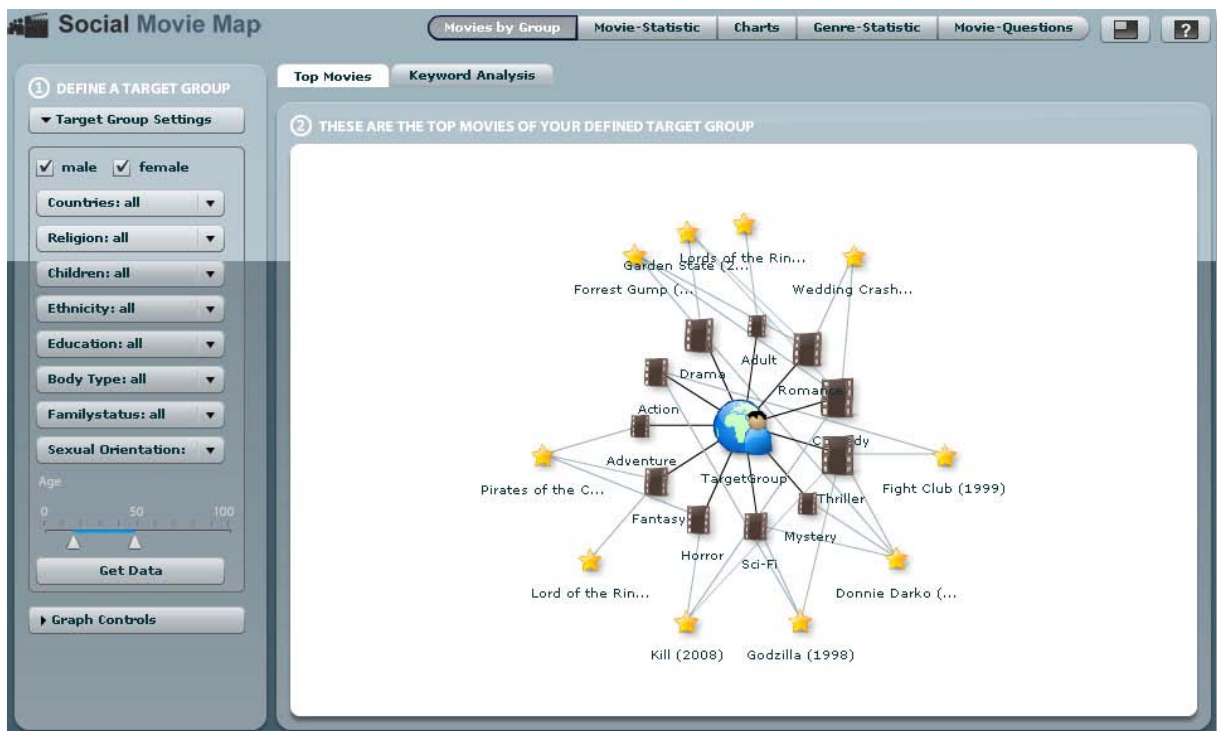 Social Movie Map
Movies by Group Movie-Statistic Charts Genre-Statistic Movie-Questions ?
1 DEFINE A TARGET GROUP
Target Group Settings
male female
Countries: all
Religion: all
Children: all
Ethnicity: all
Education: all
Body Type: all
Familystatus: all
Sexual Orientation:
Age
0 50 100
Get Data
Graph Controls
Top Movies Keyword Analysis
2 THESE ARE THE TOP MOVIES OF YOUR DEFINED TARGET GROUP
Lords of the Rin...
Garden State (2...
Forrest Gump (...
Wedding Crash...
Adult
Drama
Romance
Action
Adventure
TargetGroup
Pirates of the C...
Fight Club (1999)
Thriller
Fantasy
Mystery
Horror
Sci-Fi
Lord of the Rin...
Donnie Darko (...
Kill (2008)
Godzilla (1998)